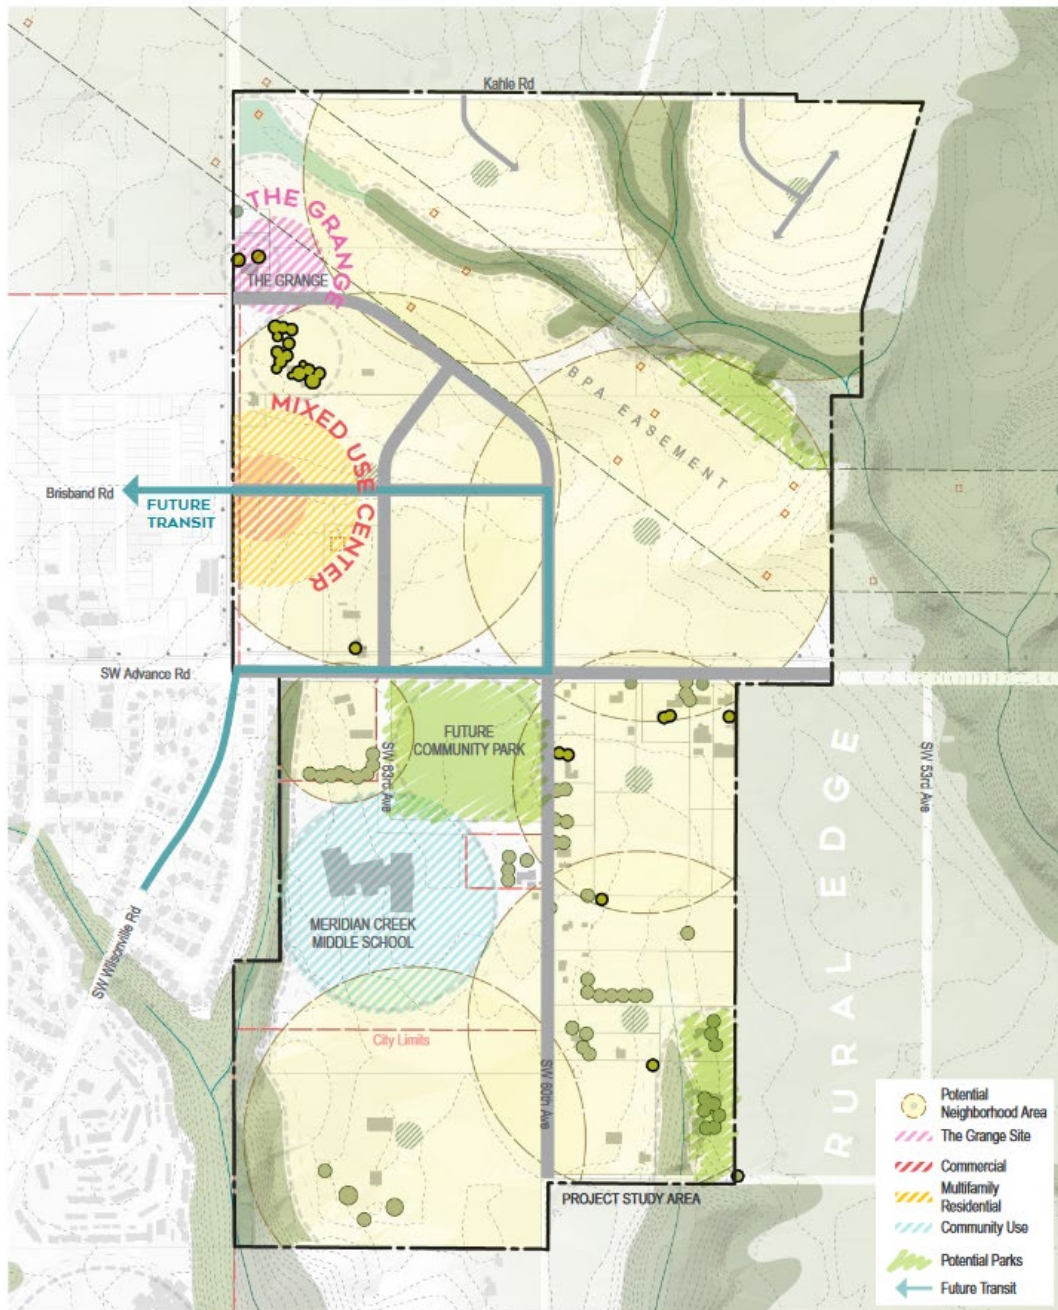 Kahle Rd
THE GRANGE
THE GRANGE
BPA EASEMENT
MIXED USE CENTER
Brisband Rd
FUTURE
TRANSIT
SW Advance Rd
FUTURE
COMMUNITY PARK
SW 63rd Ave
SW 53rd Ave
RURAL EDGE
MERIDIAN CREEK
MIDDLE SCHOOL
SW Wilsonville Rd
City Limits
SW 60th Ave
PROJECT STUDY AREA
Potential
Neighborhood Area
The Grange Site
Commercial
Multifamily
Residential
Community Use
Potential Parks
Future Transit